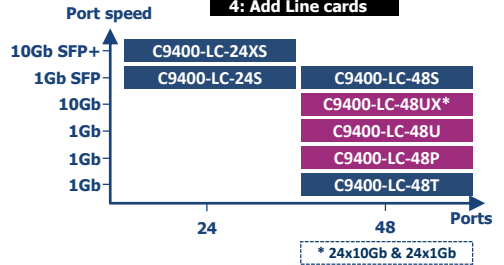 4: Add Line cards
Port speed
10Gb SFP+ C9400-LC-24XS
1Gb SFP C9400-LC-24S C9400-LC-48S
10Gb C9400-LC-48UX*
1Gb C9400-LC-48U
1Gb C9400-LC-48P
1Gb C9400-LC-48T
Ports
24 48
* 24x10Gb & 24x1Gb